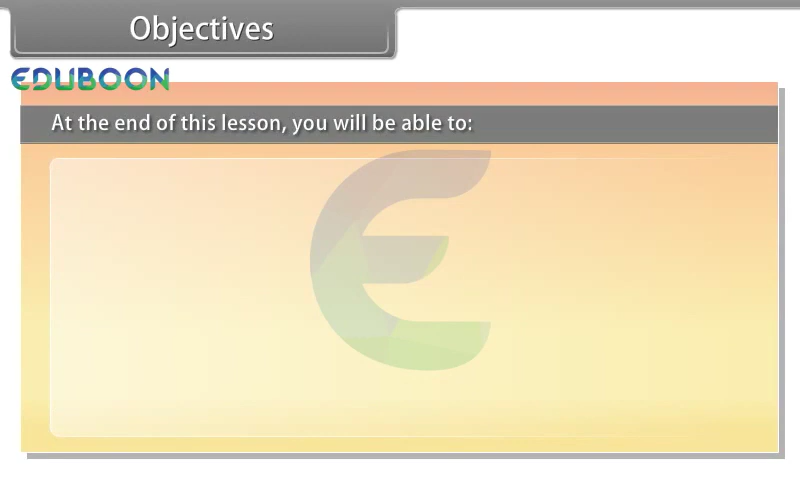 Objectives
EDUBOON
At the end of this lesson, you will be able to: